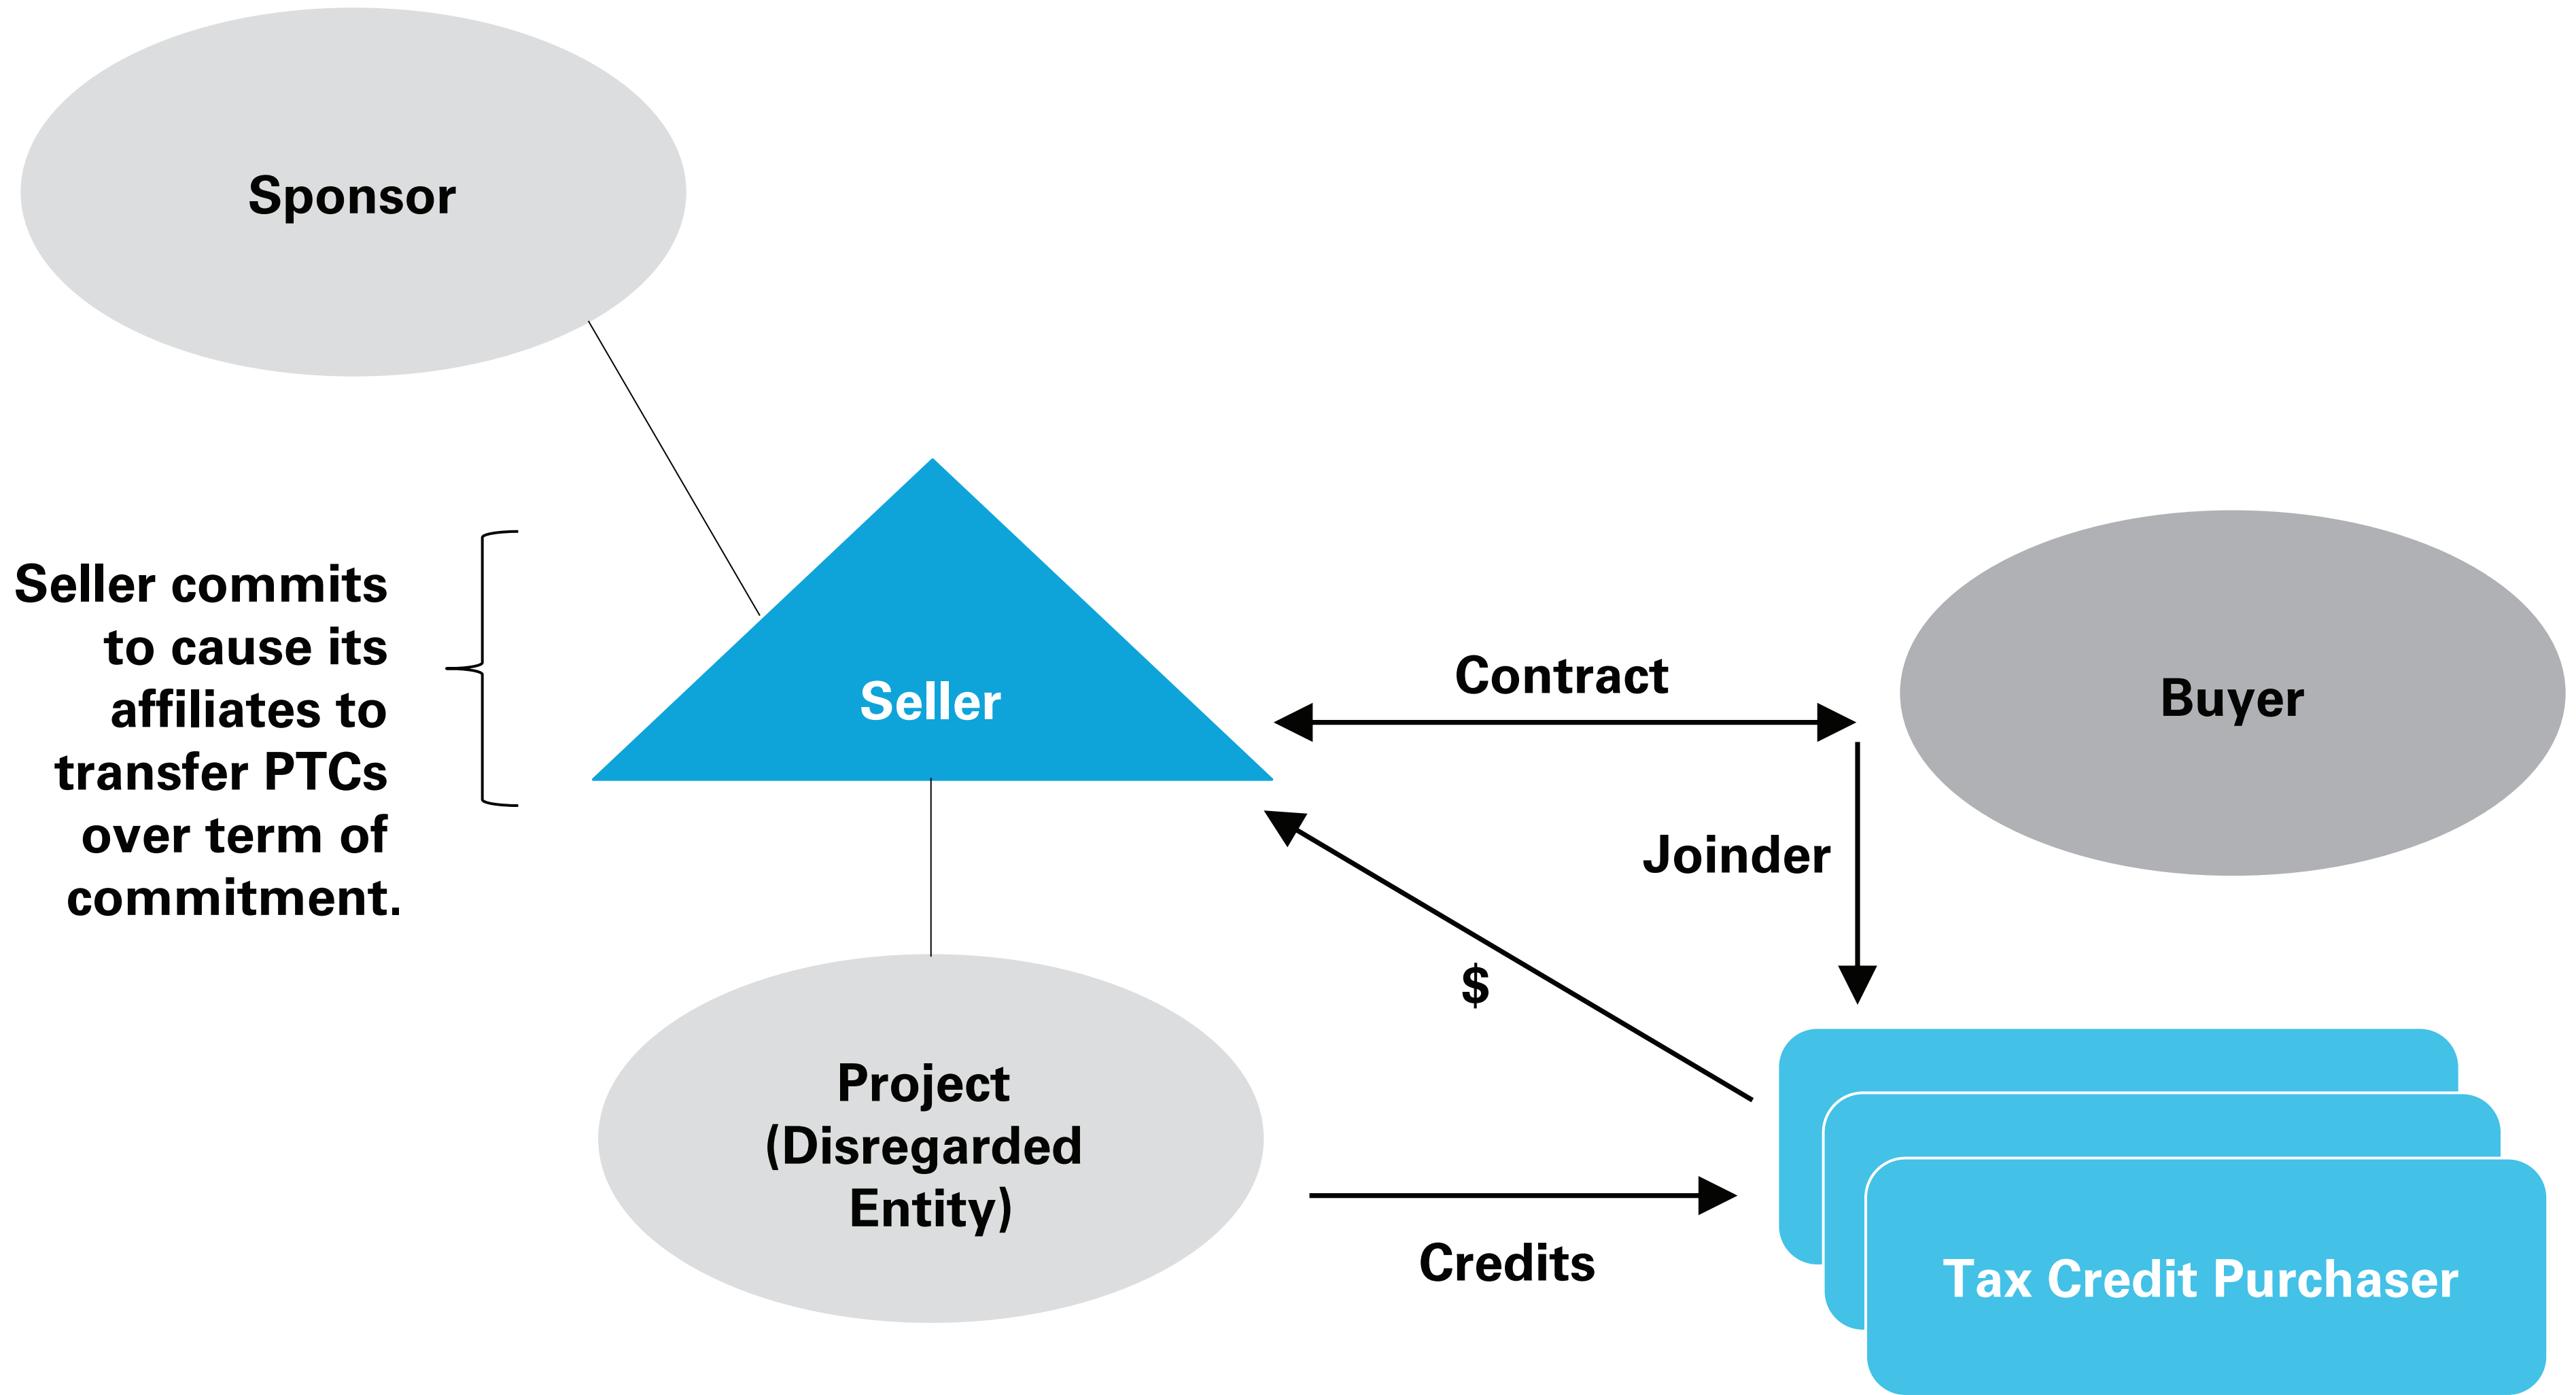 Sponsor
Seller commits
to cause its
affiliates to
transfer PTCs
over term of
commitment.
Seller
Contract
Buyer
Joinder
$
Project
(Disregarded
Entity)
Credits
Tax Credit Purchaser